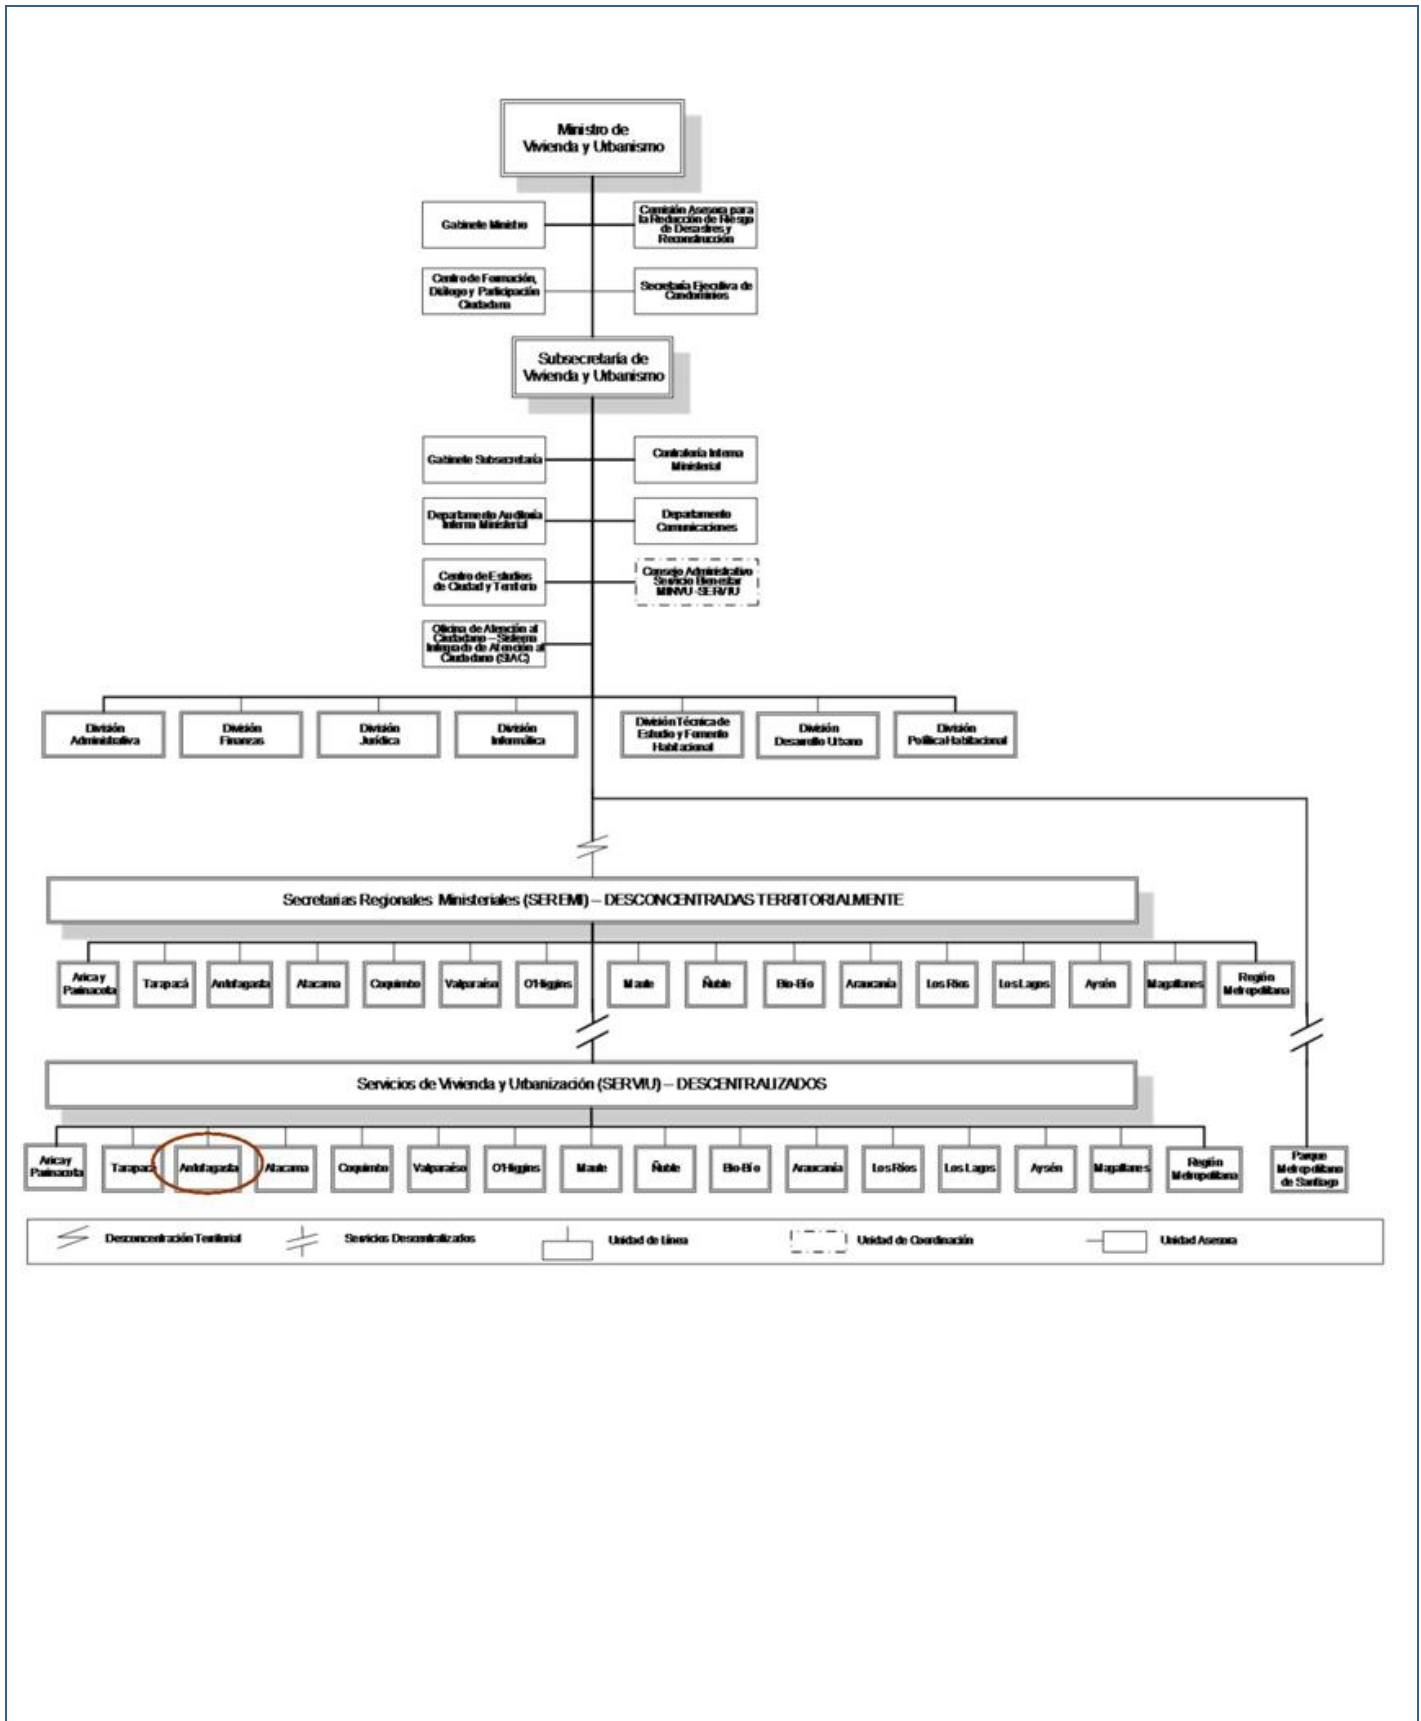 Ministro de
Vivienda y Urbanismo
Gabinete Ministro
Comisión Asesora para
la Reducción de Riesgo
de Desastres y
Reconstrucción
Centro de Formación,
Diálogo y Participación
Ciudadana
Secretaría Ejecutiva de
Condominios
Subsecretaría de
Vivienda y Urbanismo
Gabinete Subsecretaría
Contraloría Interna
Ministerial
Departamento Auditoría
Interna Ministerial
Departamento
Comunicaciones
Centro de Estudios
de Ciudad y Territorio
Consejo Administrativo
Servicio Bienestar
MINVU -SERVIU
Oficina de Atención al
Ciudadano – Sistema
Integrado de Atención al
Ciudadano (SIAC)
División
Administrativa
División
Finanzas
División
Jurídica
División
Informática
División Técnica de
Estudio y Fomento
Habitacional
División
Desarrollo Urbano
División
Política Habitacional
Secretarias Regionales Ministeriales (SEREMI) – DESCONCENTRADAS TERRITORIALMENTE
Arica y
Parinacota
Tarapacá
Antofagasta
Atacama
Coquimbo
Valparaíso
O'Higgins
Maule
Ñuble
Bío-Bío
Araucanía
Los Ríos
Los Lagos
Aysén
Magallanes
Región
Metropolitana
Servicios de Vivienda y Urbanización (SERVIU) – DESCENTRALIZADOS
Arica y
Parinacota
Tarapacá
Antofagasta
Atacama
Coquimbo
Valparaíso
O'Higgins
Maule
Ñuble
Bío-Bío
Araucanía
Los Ríos
Los Lagos
Aysén
Magallanes
Región
Metropolitana
Parque
Metropolitano
de Santiago
Desconcentración Territorial
Servicios Descentralizados
Unidad de Línea
Unidad de Coordinación
Unidad Asesora